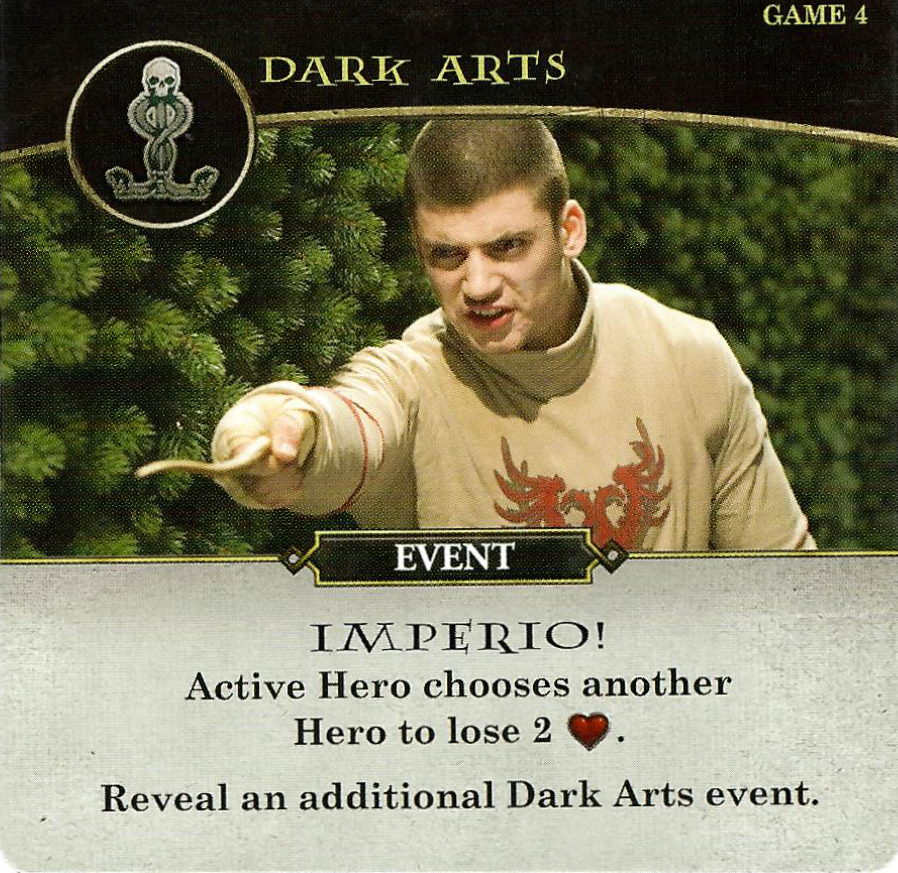 GAME 4
DARK ARTS
EVENT
IMPERIO!
Active Hero chooses another
Hero to lose 2 ❤.
Reveal an additional Dark Arts event.